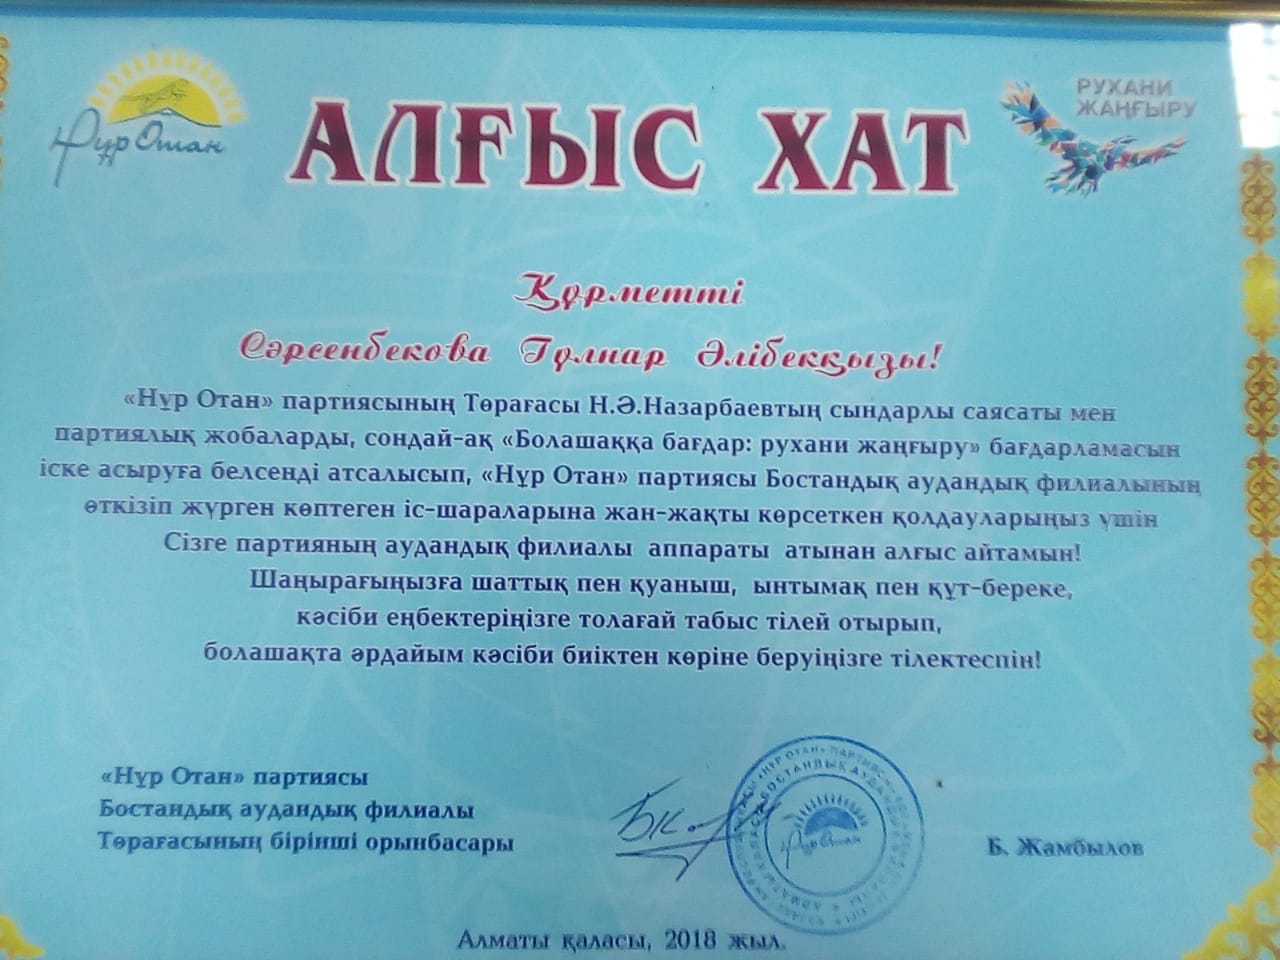 Нұр Отан
АЛҒЫС ХАТ
РУХАНИ
ЖАҢҒЫРУ
Құрметті
Сәрсенбекова Гүлнар Әлібекқызы!
«Нұр Отан» партиясының Төрағасы Н.Ә.Назарбаевтың сындарлы саясаты мен
партиялық жобаларды, сондай-ақ «Болашаққа бағдар: рухани жаңғыру» бағдарламасын
іске асыруға белсенді атсалысып, «Нұр Отан» партиясы Бостандық аудандық филиалының
өткізіп жүрген көптеген іс-шараларына жан-жақты көрсеткен қолдауларыңыз үшін
Сізге партияның аудандық филиалы аппараты атынан алғыс айтамын!
Шаңырағыңызға шаттық пен қуаныш, ынтымақ пен құт-береке,
кәсіби еңбектеріңізге толағай табыс тілей отырып,
болашақта әрдайым кәсіби биіктен көріне беруіңізге тілектеспін!
«Нұр Отан» партиясы
Бостандық аудандық филиалы
Төрағасының бірінші орынбасары
Нұр Отан
Б. Жамбылов
Алматы қаласы, 2018 жыл.